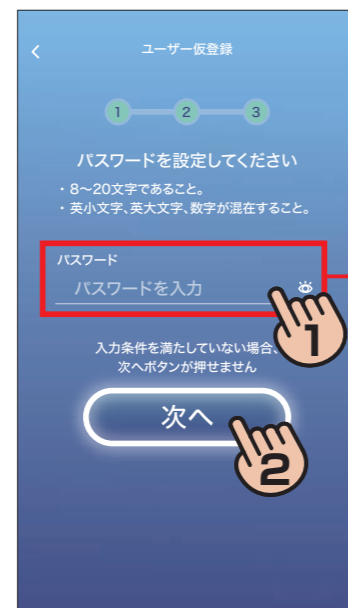 ユーザー仮登録
1 2 3
パスワードを設定してください
・8〜20文字であること。
・英小文字、英大文字、数字が混在すること。
パスワード
パスワードを入力
1
入力条件を満たしていない場合、
次へボタンが押せません
次へ
2